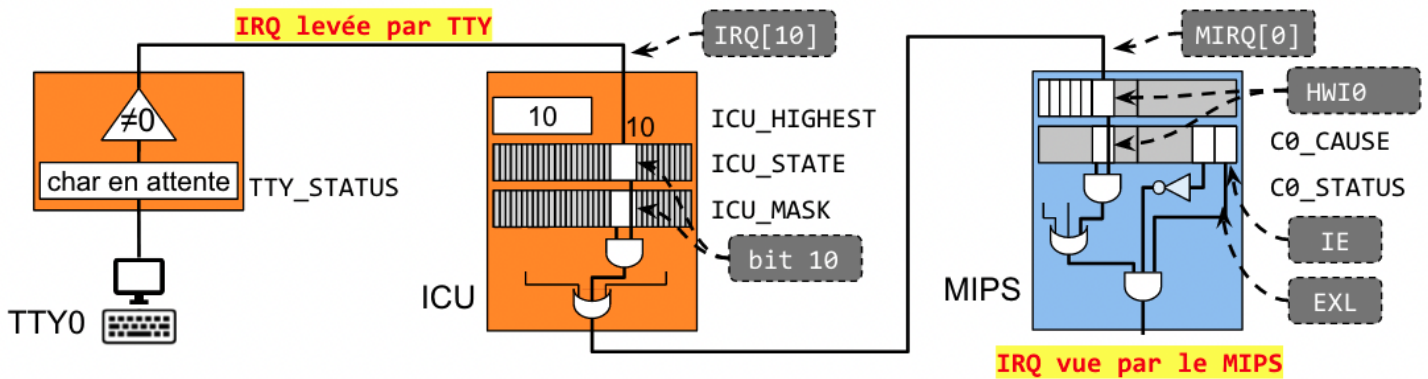 IRQ levée par TTY
IRQ[10]
MIRQ[0]
≠0
char en attente
TTY_STATUS
TTY0
10
10
ICU_HIGHEST
ICU_STATE
ICU_MASK
bit 10
ICU
HWI0
C0_CAUSE
C0_STATUS
IE
EXL
MIPS
IRQ vue par le MIPS